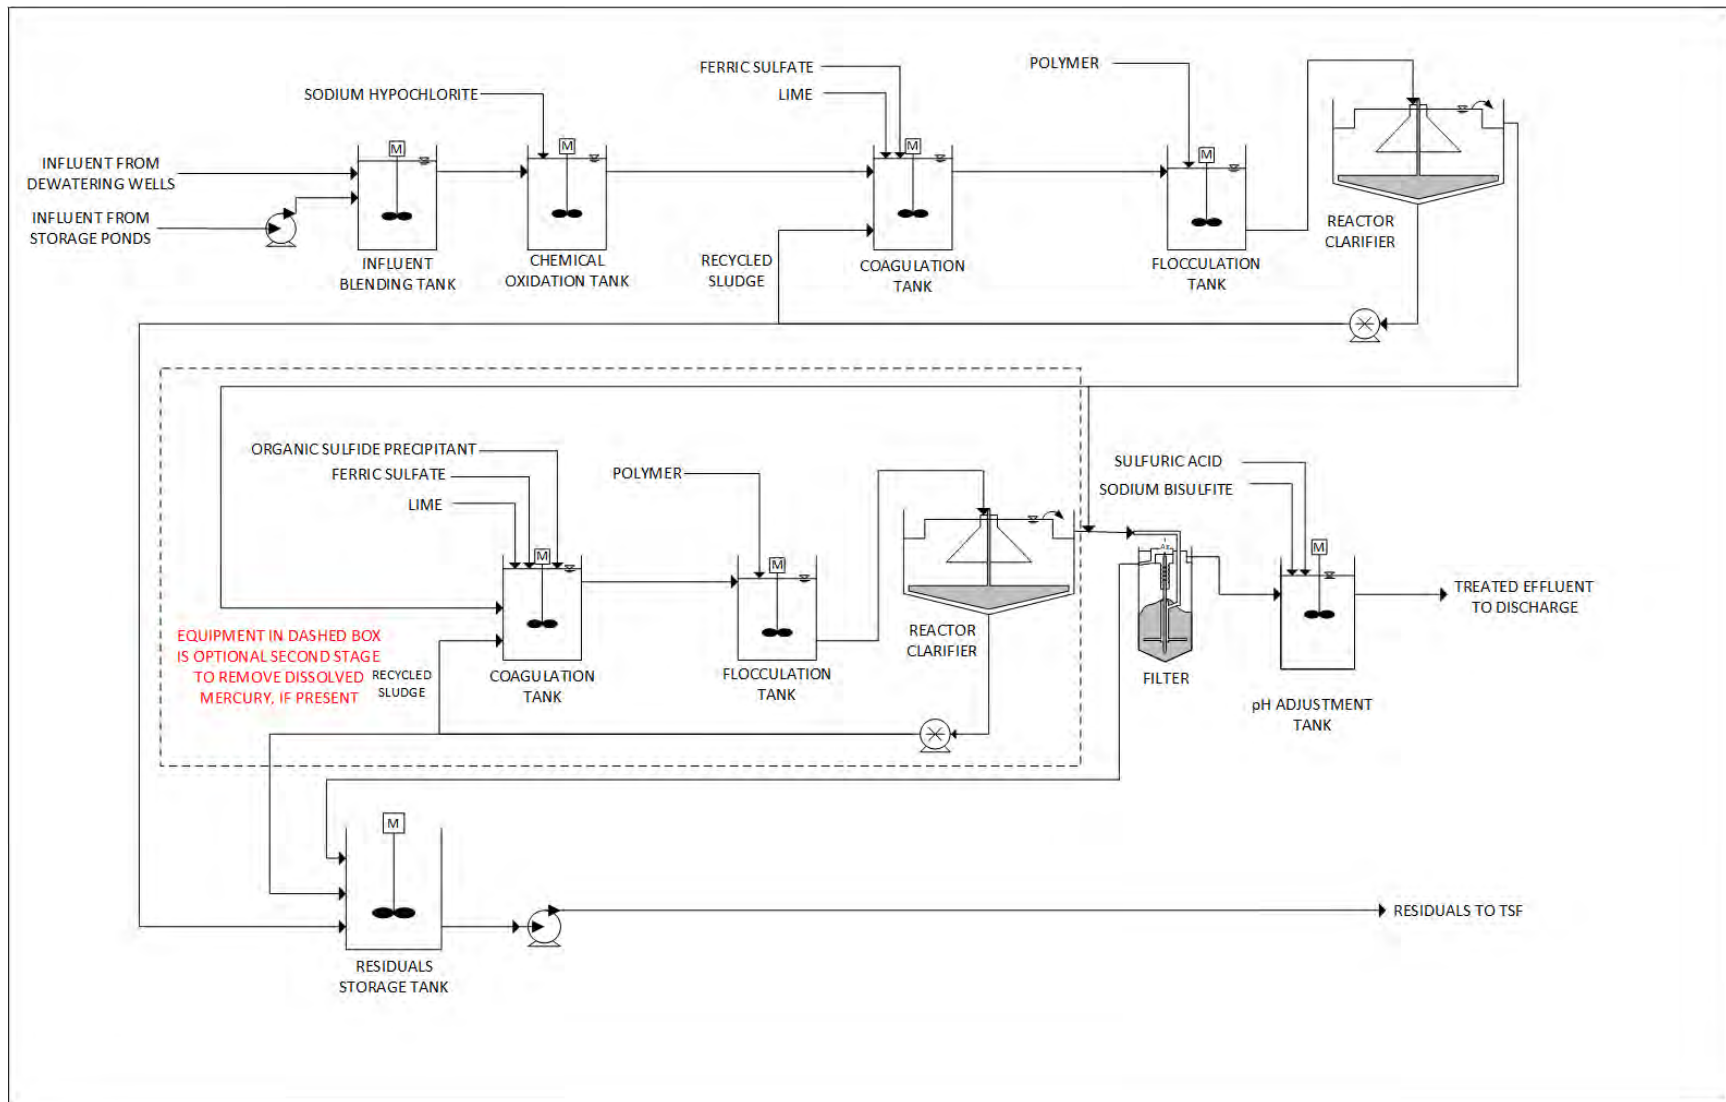 FERRIC SULFATE
LIME
POLYMER
SODIUM HYPOCHLORITE
M
M
M
M
INFLUENT FROM
DEWATERING WELLS
INFLUENT FROM
STORAGE PONDS
INFLUENT
BLENDING TANK
CHEMICAL
OXIDATION TANK
RECYCLED
SLUDGE
COAGULATION
TANK
FLOCCULATION
TANK
REACTOR
CLARIFIER
ORGANIC SULFIDE PRECIPITANT
FERRIC SULFATE
LIME
POLYMER
SULFURIC ACID
SODIUM BISULFITE
M
M
M
TREATED EFFLUENT
TO DISCHARGE
EQUIPMENT IN DASHED BOX
IS OPTIONAL SECOND STAGE
TO REMOVE DISSOLVED
MERCURY, IF PRESENT
RECYCLED
SLUDGE
COAGULATION
TANK
FLOCCULATION
TANK
REACTOR
CLARIFIER
FILTER
pH ADJUSTMENT
TANK
M
RESIDUALS
STORAGE TANK
RESIDUALS TO TSF